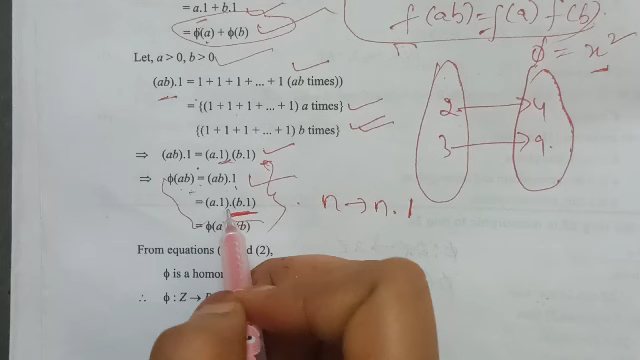 = a.1 + b.1
= ϕ(a) + ϕ(b)
f(ab)=f(a) f(b).
ϕ = x²
Let, a > 0, b > 0
(ab).1 = 1 + 1 + 1 + ... + 1 (ab times))
= {(1 + 1 + 1 + ... + 1) a times}
{(1 + 1 + 1 + ... + 1) b times}
2 → 4
3 → 9.
⇒ (ab).1 = (a.1) (b.1)
⇒ ϕ(ab) = (ab).1
= (a.1).(b.1)
n → n.1
= ϕ(a
b)
From equations (
d (2),
ϕ is a homo
∴ ϕ : Z →